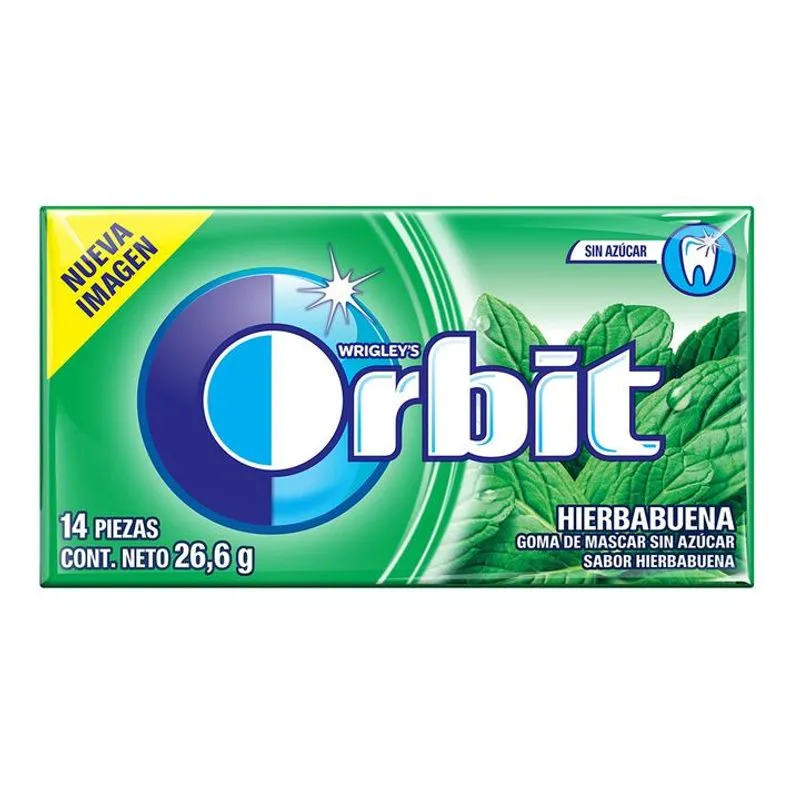 NUEVA
IMAGEN
SIN AZÚCAR
WRIGLEY'S
Orbit
14 PIEZAS
CONT. NETO 26,6 g
HIERBABUENA
GOMA DE MASCAR SIN AZÚCAR
SABOR HIERBABUENA